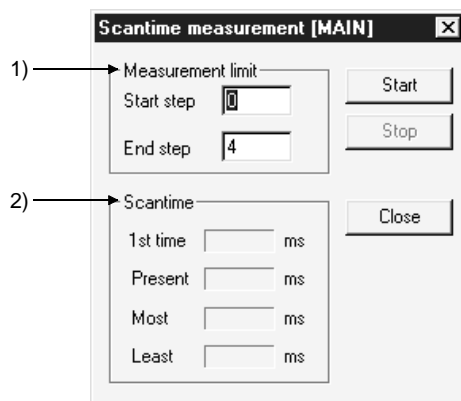 Scantime measurement [MAIN]
1)
Measurement limit
Start step 0
Start
End step 4
Stop
2)
Scantime
Close
1st time ms
Present ms
Most ms
Least ms